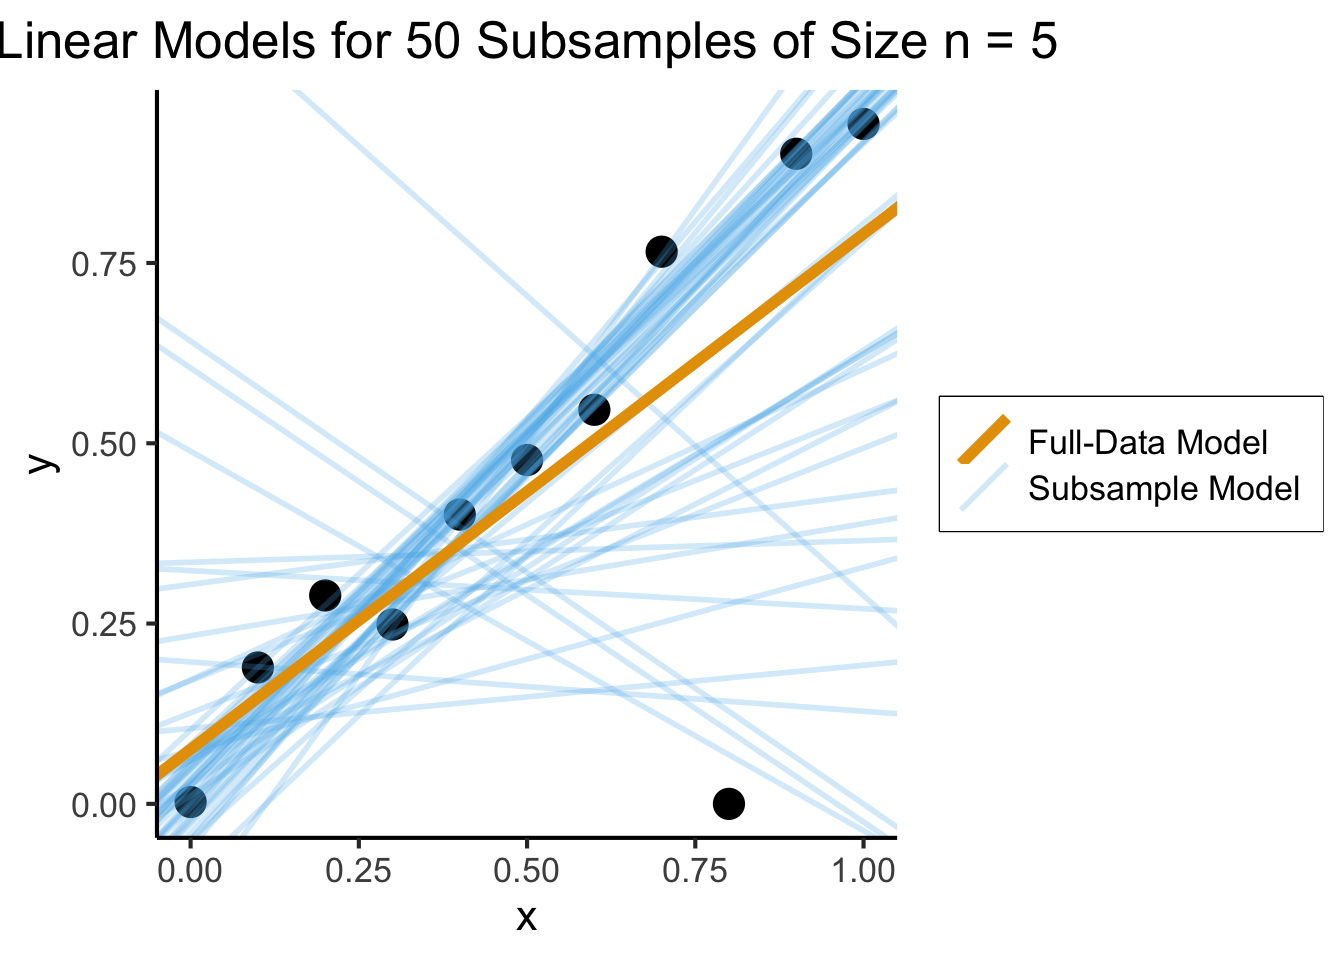 Linear Models for 50 Subsamples of Size n = 5
y
0.75
0.50
0.25
0.00
0.00 0.25 0.50 0.75 1.00
x
Full-Data Model
Subsample Model